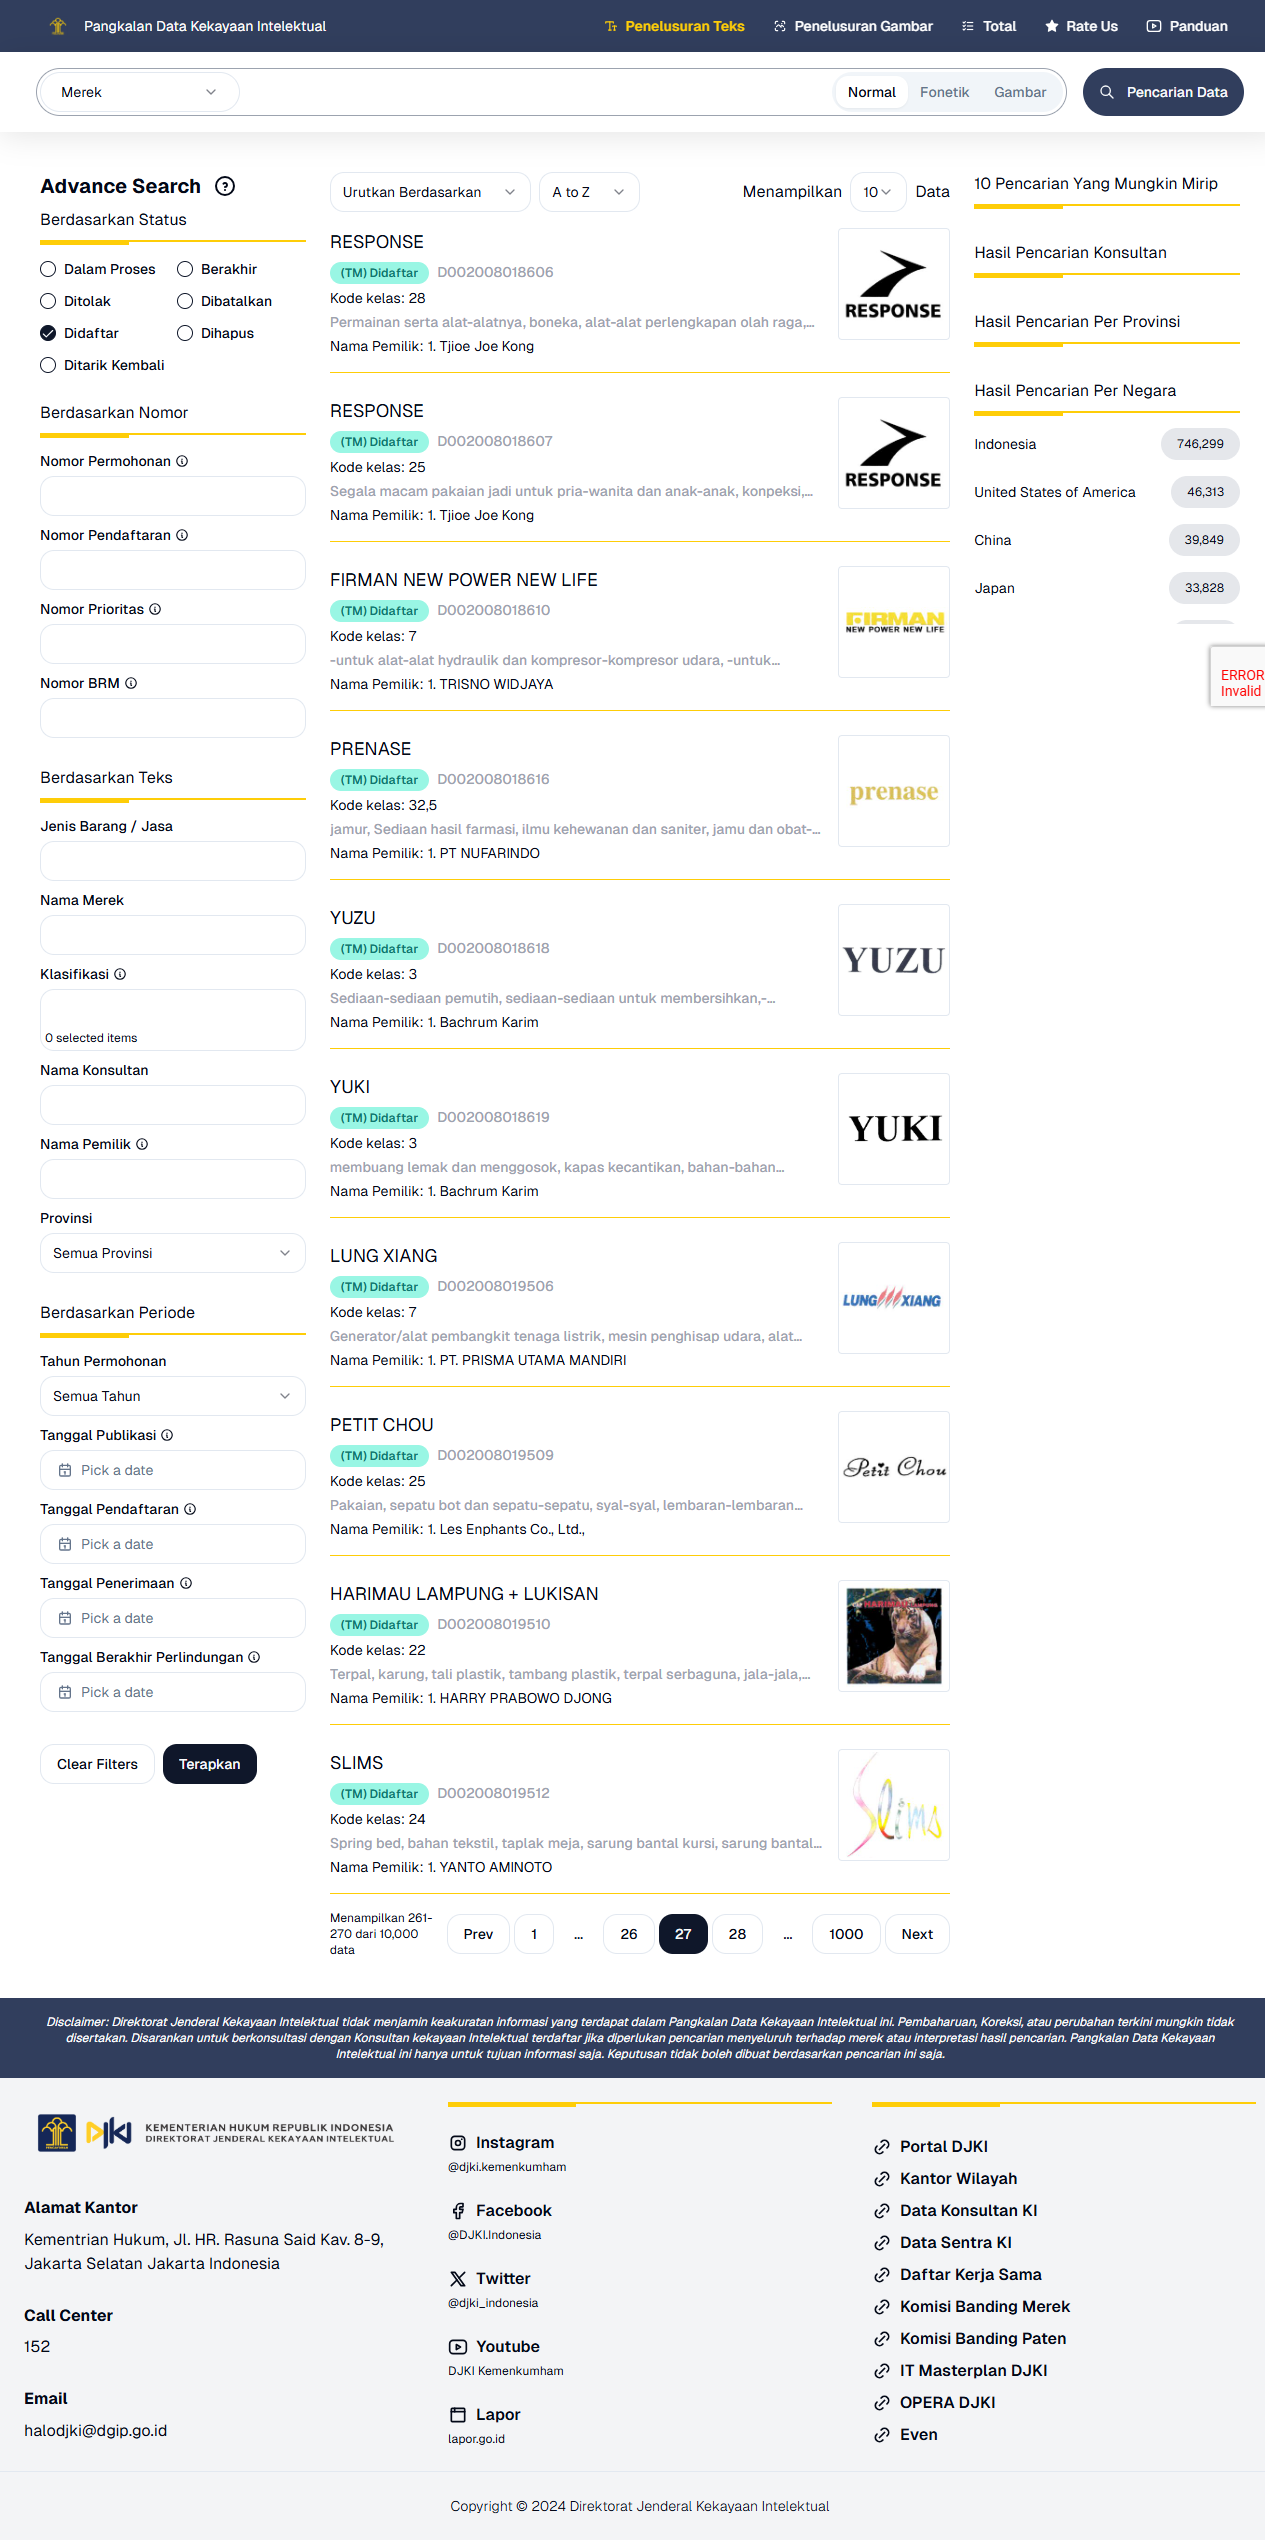 Pangkalan Data Kekayaan Intelektual
Penelusuran Teks
Penelusuran Gambar
Total
Rate Us
Panduan
Merek
Normal
Fonetik
Gambar
Pencarian Data
Advance Search
Berdasarkan Status
Dalam Proses
Berakhir
Ditolak
Dibatalkan
Didaftar
Dihapus
Ditarik Kembali
Berdasarkan Nomor
Nomor Permohonan
Nomor Pendaftaran
Nomor Prioritas
Nomor BRM
Berdasarkan Teks
Jenis Barang / Jasa
Nama Merek
Klasifikasi
0 selected items
Nama Konsultan
Nama Pemilik
Provinsi
Semua Provinsi
Berdasarkan Periode
Tahun Permohonan
Semua Tahun
Tanggal Publikasi
Pick a date
Tanggal Pendaftaran
Pick a date
Tanggal Penerimaan
Pick a date
Tanggal Berakhir Perlindungan
Pick a date
Clear Filters
Terapkan
Urutkan Berdasarkan
A to Z
Menampilkan 10 Data
RESPONSE
(TM) Didaftar D002008018606
Kode kelas: 28
Permainan serta alat-alatnya, boneka, alat-alat perlengkapan olah raga,...
Nama Pemilik: 1. Tjioe Joe Kong
RESPONSE
RESPONSE
(TM) Didaftar D002008018607
Kode kelas: 25
Segala macam pakaian jadi untuk pria-wanita dan anak-anak, konpeksi,...
Nama Pemilik: 1. Tjioe Joe Kong
RESPONSE
FIRMAN NEW POWER NEW LIFE
(TM) Didaftar D002008018610
Kode kelas: 7
-untuk alat-alat hydraulik dan kompresor-kompresor udara, -untuk...
Nama Pemilik: 1. TRISNO WIDJAYA
FIRMAN
NEW POWER NEW LIFE
PRENASE
(TM) Didaftar D002008018616
Kode kelas: 32,5
jamur, Sediaan hasil farmasi, ilmu kehewanan dan saniter, jamu dan obat-...
Nama Pemilik: 1. PT NUFARINDO
prenase
YUZU
(TM) Didaftar D002008018618
Kode kelas: 3
Sediaan-sediaan pemutih, sediaan-sediaan untuk membersihkan,-...
Nama Pemilik: 1. Bachrum Karim
YUZU
YUKI
(TM) Didaftar D002008018619
Kode kelas: 3
membuang lemak dan menggosok, kapas kecantikan, bahan-bahan...
Nama Pemilik: 1. Bachrum Karim
YUKI
LUNG XIANG
(TM) Didaftar D002008019506
Kode kelas: 7
Generator/alat pembangkit tenaga listrik, mesin penghisap udara, alat...
Nama Pemilik: 1. PT. PRISMA UTAMA MANDIRI
LUNG XIANG
PETIT CHOU
(TM) Didaftar D002008019509
Kode kelas: 25
Pakaian, sepatu bot dan sepatu-sepatu, syal-syal, lembaran-lembaran...
Nama Pemilik: 1. Les Enphants Co., Ltd.,
Petit Chou
HARIMAU LAMPUNG + LUKISAN
(TM) Didaftar D002008019510
Kode kelas: 22
Terpal, karung, tali plastik, tambang plastik, terpal serbaguna, jala-jala,...
Nama Pemilik: 1. HARRY PRABOWO DJONG
HARIMAU LAMPUNG
SLIMS
(TM) Didaftar D002008019512
Kode kelas: 24
Spring bed, bahan tekstil, taplak meja, sarung bantal kursi, sarung bantal...
Nama Pemilik: 1. YANTO AMINOTO
Slims
Menampilkan 261-
270 dari 10,000
data
Prev 1 ... 26 27 28 ... 1000 Next
10 Pencarian Yang Mungkin Mirip
Hasil Pencarian Konsultan
Hasil Pencarian Per Provinsi
Hasil Pencarian Per Negara
Indonesia 746,299
United States of America 46,313
China 39,849
Japan 33,828
ERROR
Invalid
Disclaimer: Direktorat Jenderal Kekayaan Intelektual tidak menjamin keakuratan informasi yang terdapat dalam Pangkalan Data Kekayaan Intelektual ini. Pembaharuan, Koreksi, atau perubahan terkini mungkin tidak
disertakan. Disarankan untuk berkonsultasi dengan Konsultan kekayaan Intelektual terdaftar jika diperlukan pencarian menyeluruh terhadap merek atau interpretasi hasil pencarian. Pangkalan Data Kekayaan
Intelektual ini hanya untuk tujuan informasi saja. Keputusan tidak boleh dibuat berdasarkan pencarian ini saja.
DJKI
KEMENTERIAN HUKUM REPUBLIK INDONESIA
DIREKTORAT JENDERAL KEKAYAAN INTELEKTUAL
Alamat Kantor
Kementrian Hukum, Jl. HR. Rasuna Said Kav. 8-9,
Jakarta Selatan Jakarta Indonesia
Call Center
152
Email
halodjki@dgip.go.id
Instagram
@djki.kemenkumham
Facebook
@DJKI.Indonesia
Twitter
@djki_indonesia
Youtube
DJKI Kemenkumham
Lapor
lapor.go.id
Portal DJKI
Kantor Wilayah
Data Konsultan KI
Data Sentra KI
Daftar Kerja Sama
Komisi Banding Merek
Komisi Banding Paten
IT Masterplan DJKI
OPERA DJKI
Even
Copyright © 2024 Direktorat Jenderal Kekayaan Intelektual